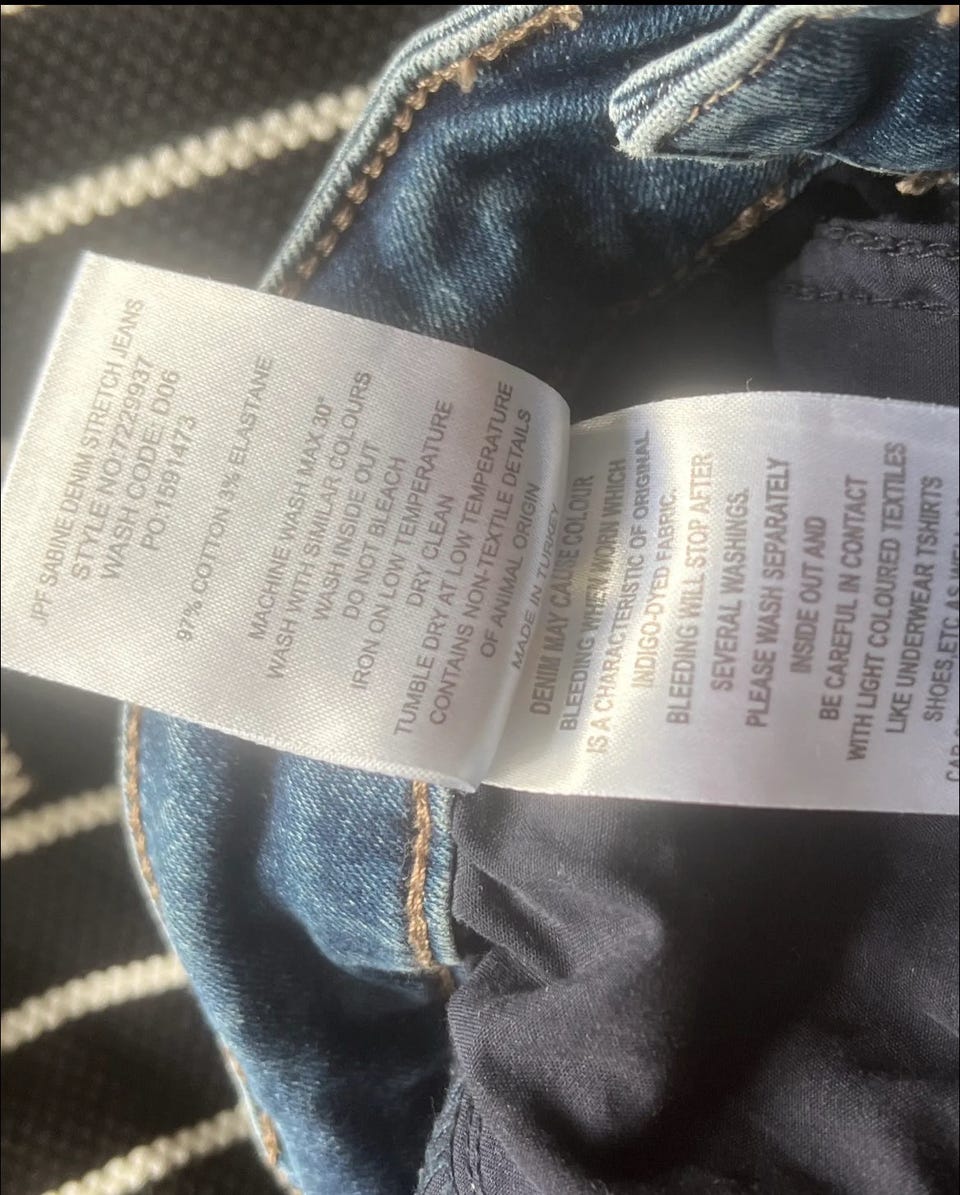 JPF SABINE DENIM STRETCH JEANS
STYLE NO:77299937
WASH CODE: D06
PO:1591473
97% COTTON 3% ELASTANE
MACHINE WASH MAX 30°
WASH WITH SIMILAR COLOURS
WASH INSIDE OUT
DO NOT BLEACH
IRON ON LOW TEMPERATURE
DRY CLEAN
TUMBLE DRY AT LOW TEMPERATURE
CONTAINS NON-TEXTILE DETAILS
OF ANIMAL ORIGIN
MADE IN TURKEY
DENIM MAY CAUSE COLOUR
BLEEDING WHEN WORN WHICH
IS A CHARACTERISTIC OF ORIGINAL
INDIGO-DYED FABRIC.
BLEEDING WILL STOP AFTER
SEVERAL WASHINGS.
PLEASE WASH SEPARATELY
INSIDE OUT AND
BE CAREFUL IN CONTACT
WITH LIGHT COLOURED TEXTILES
LIKE UNDERWEAR TSHIRTS
SHOES,ETC AS